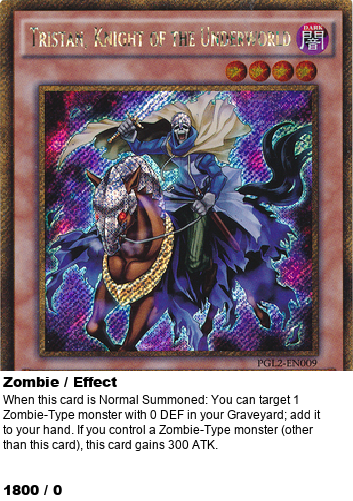 Tristan, Knight of the Underworld
DARK
闇
PGL2-EN009
Zombie / Effect
When this card is Normal Summoned: You can target 1
Zombie-Type monster with 0 DEF in your Graveyard; add it
to your hand. If you control a Zombie-Type monster (other
than this card), this card gains 300 ATK.
1800 / 0